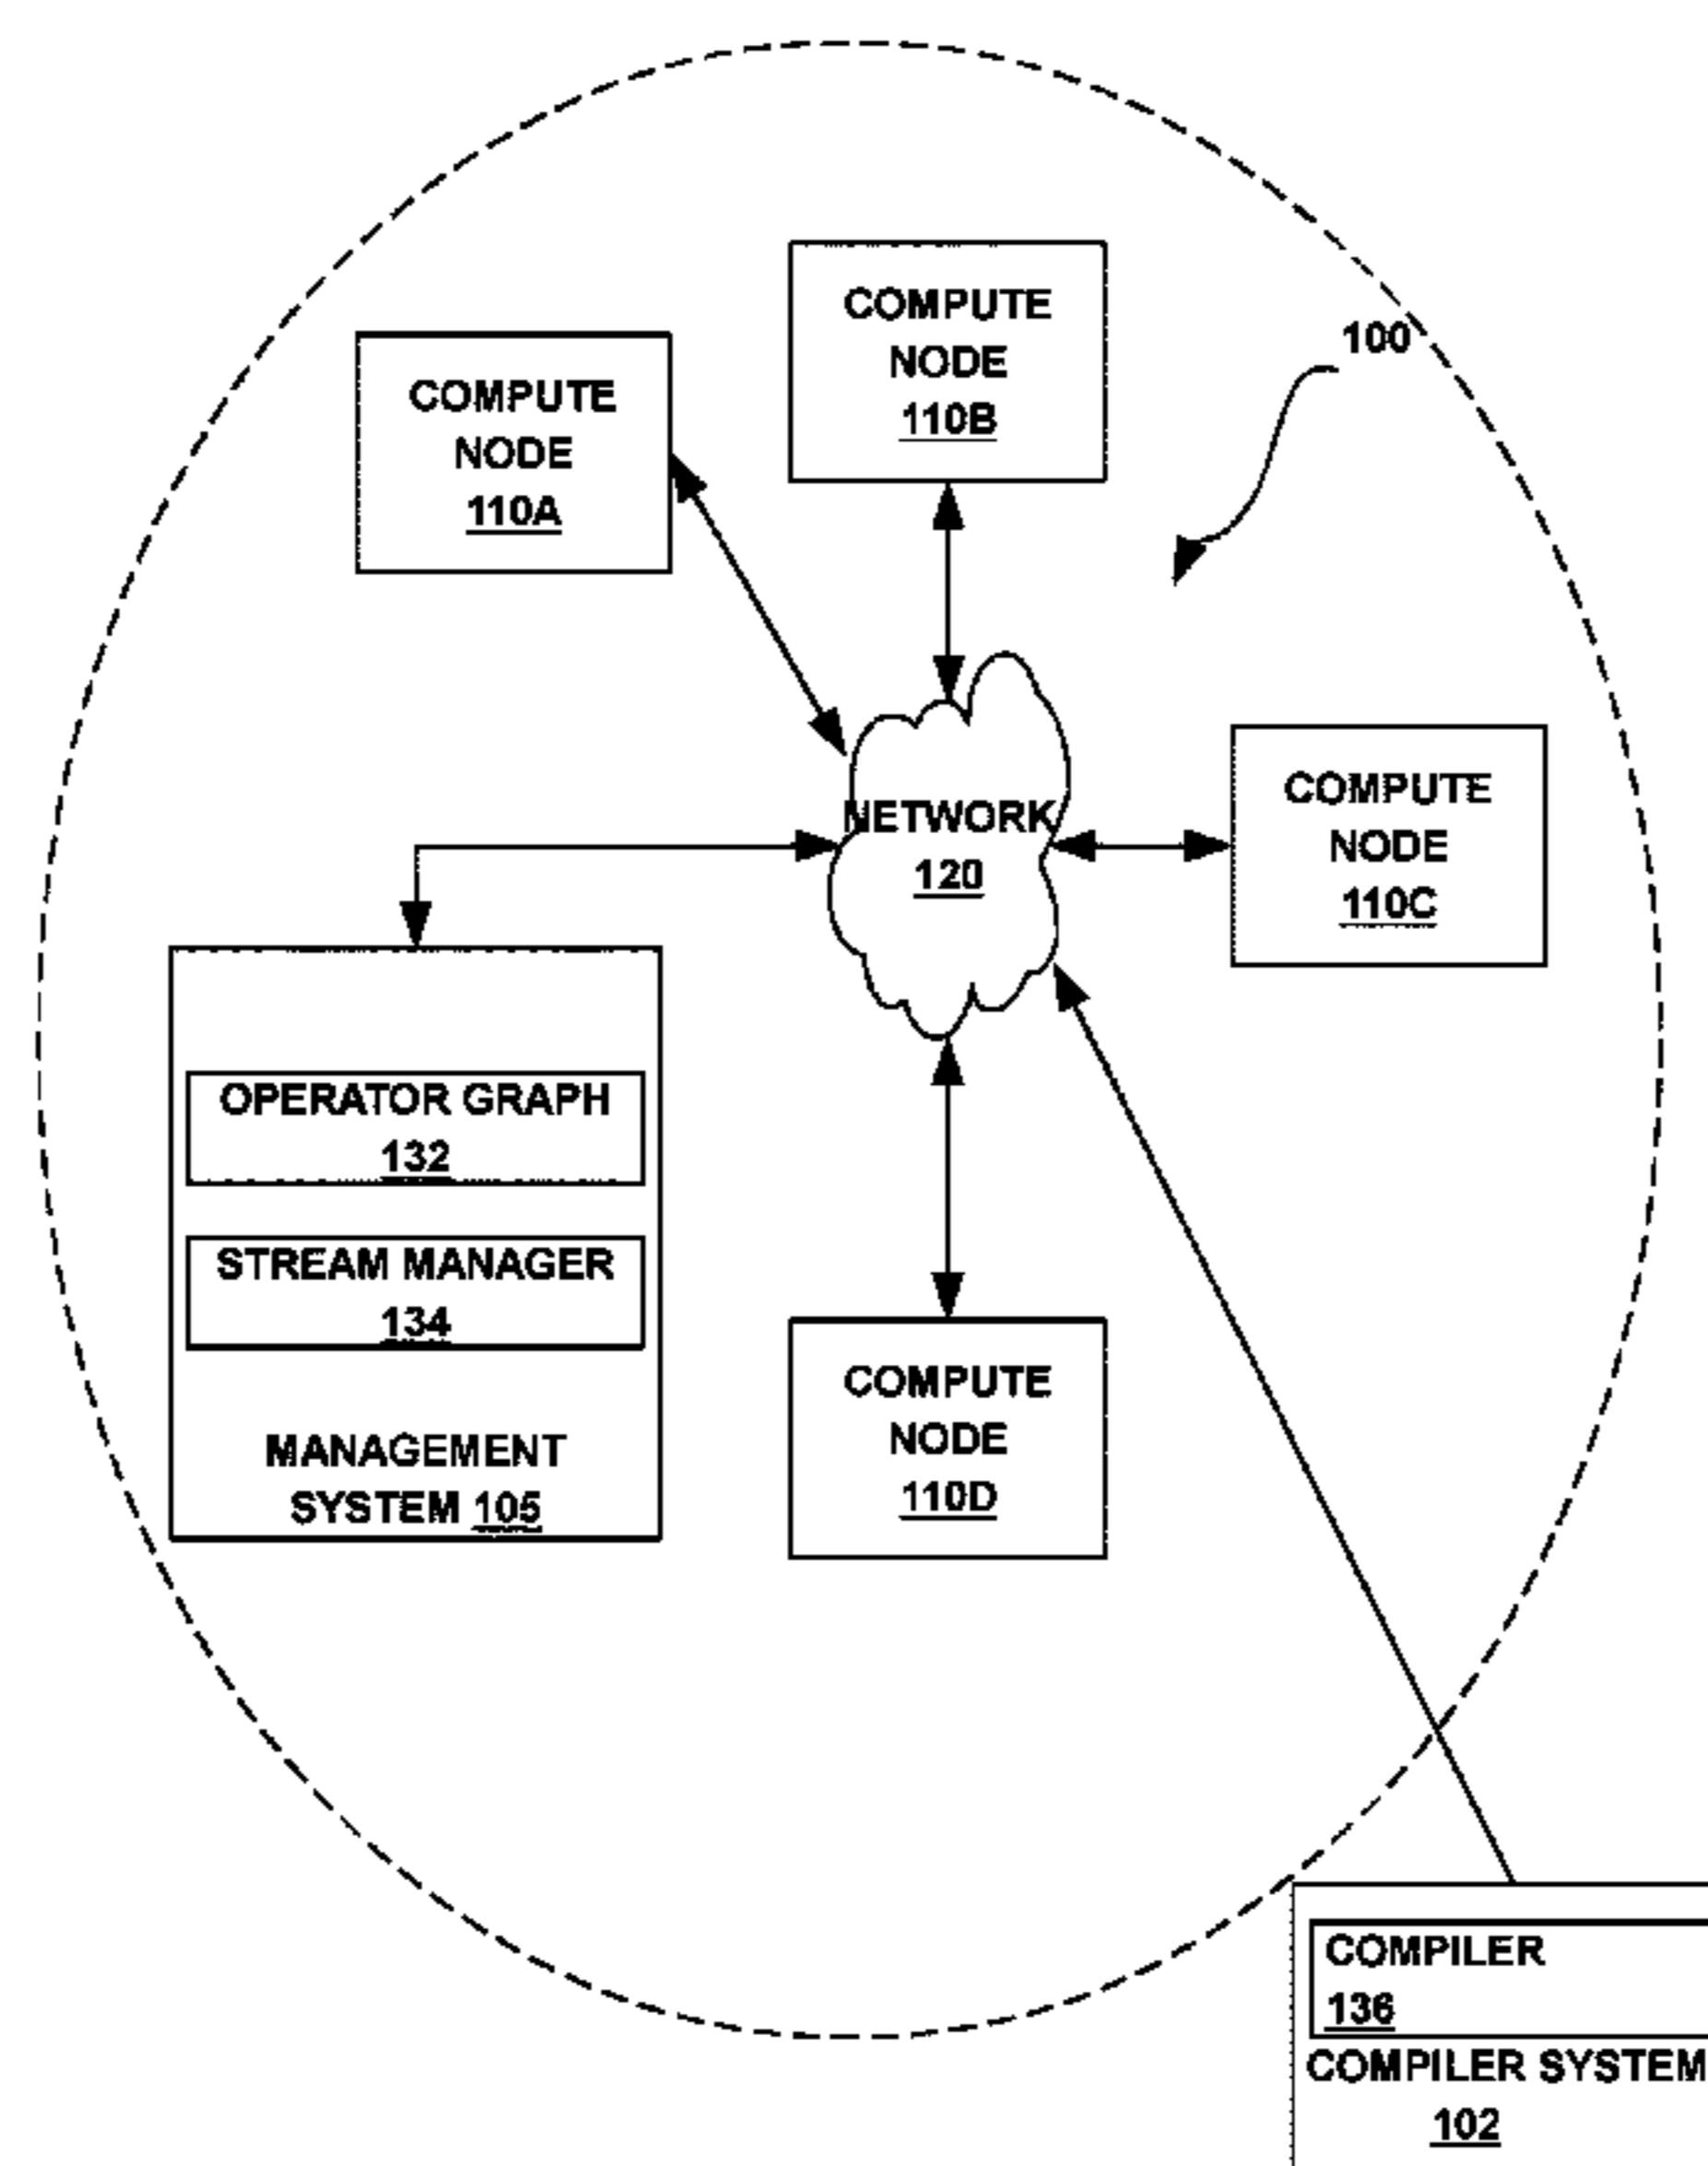 COMPUTE
NODE
110B
100
COMPUTE
NODE
110A
COMPUTE
NODE
110C
NETWORK
120
OPERATOR GRAPH
132
STREAM MANAGER
134
MANAGEMENT
SYSTEM 105
COMPUTE
NODE
110D
COMPILER
136
COMPILER SYSTEM
102